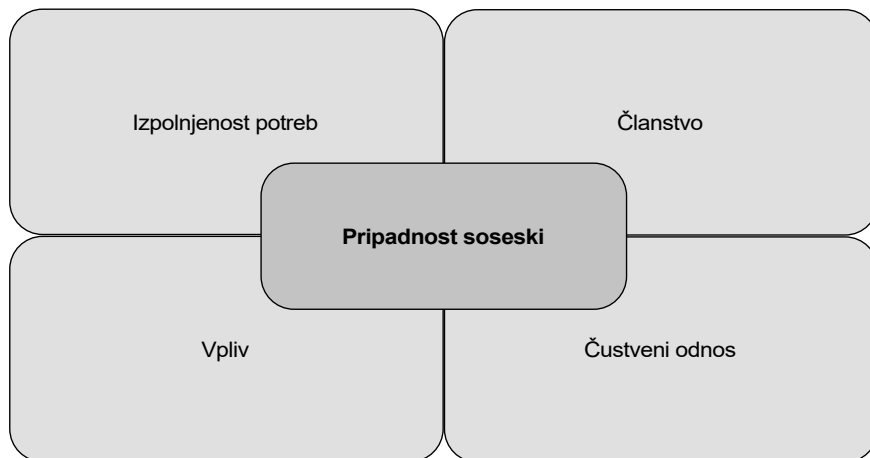 Izpolnjenost potreb
Članstvo
Pripadnost soseski
Vpliv
Čustveni odnos